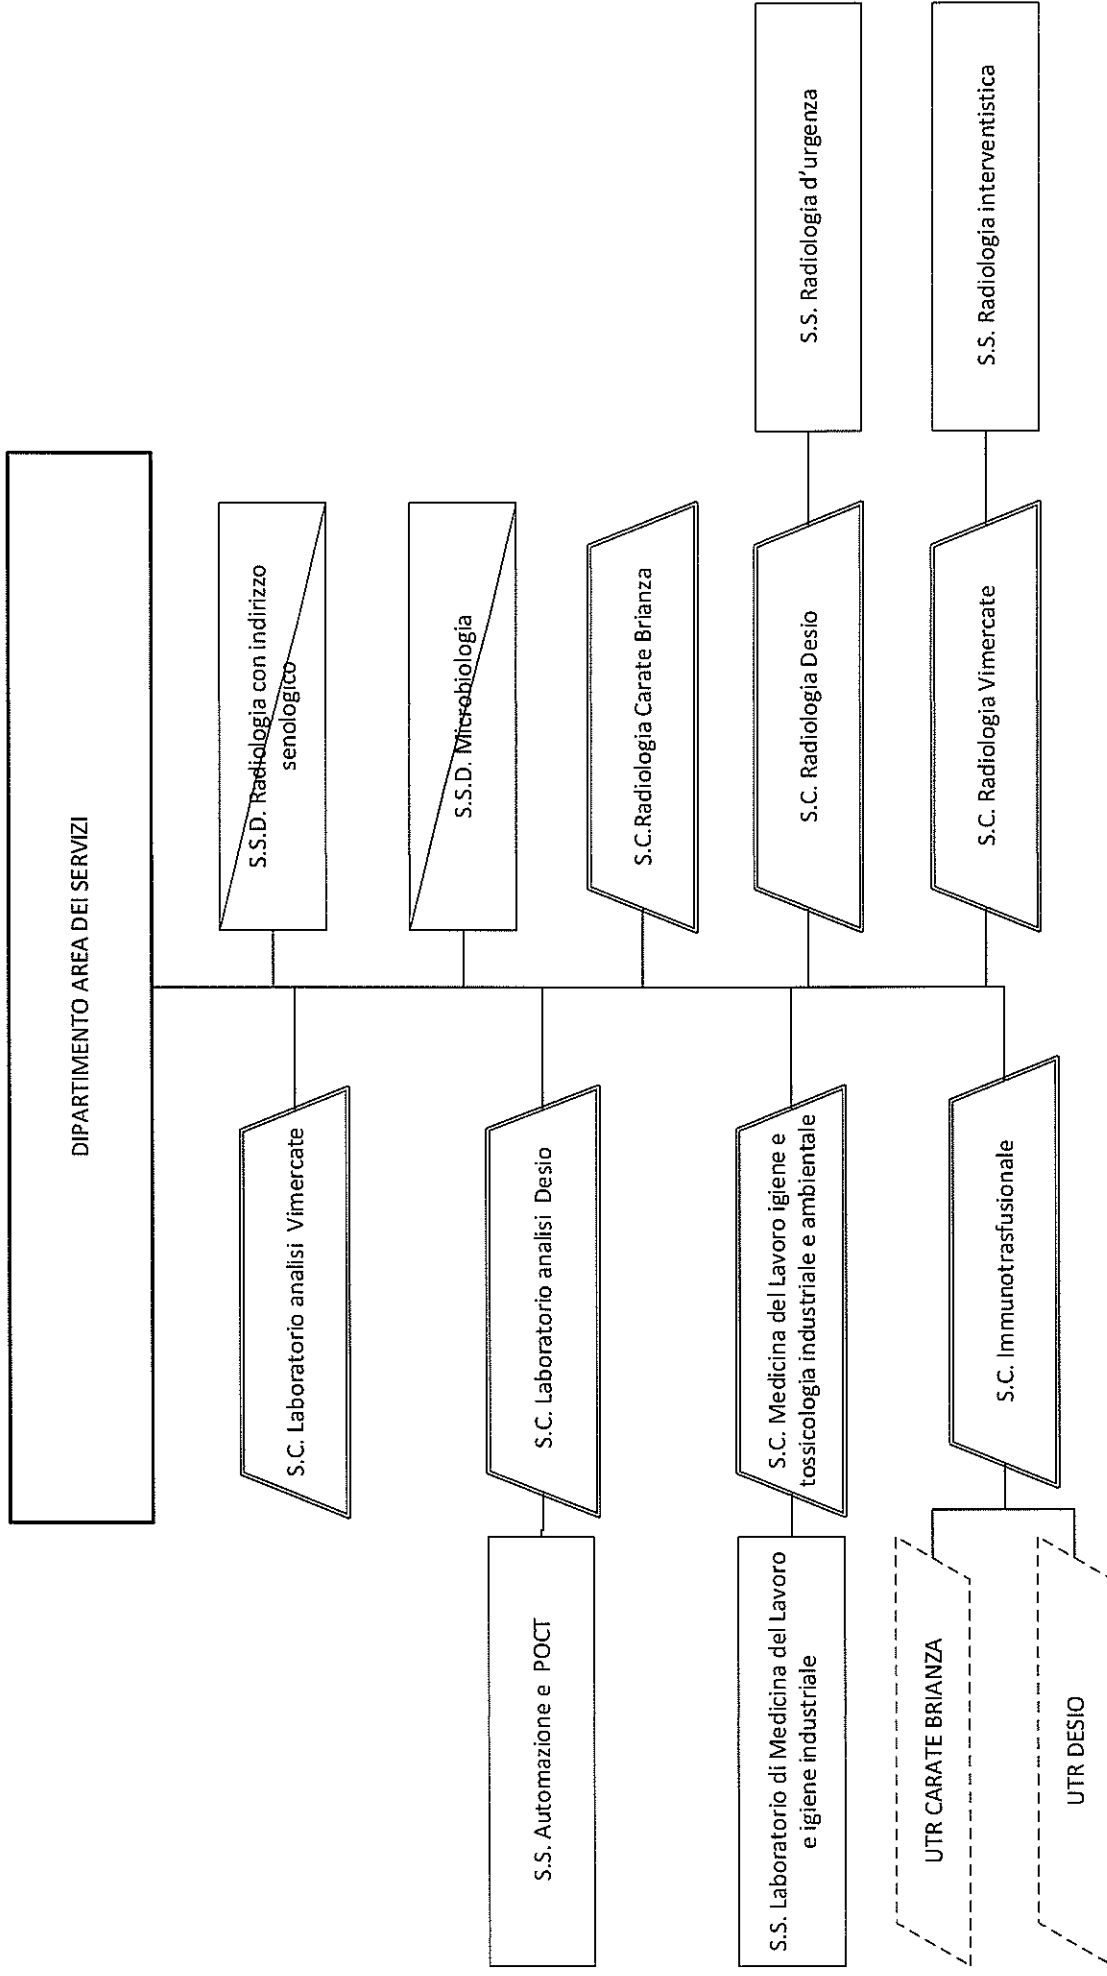 DIPARTIMENTO AREA DEI SERVIZI
S.C. Laboratorio analisi Vimercate
S.S.D. Radiologia con indirizzo
senologico
S.S. Automazione e POCT
S.C. Laboratorio analisi Desio
S.S.D. Microbiologia
S.C.Radiologia Carate Brianza
S.S. Laboratorio di Medicina del Lavoro
e igiene industriale
S.C. Medicina del Lavoro igiene e
tossicologia industriale e ambientale
S.C. Radiologia Desio
S.S. Radiologia d'urgenza
UTR CARATE BRIANZA
UTR DESIO
S.C. Immunotrasfusionale
S.C. Radiologia Vimercate
S.S. Radiologia interventistica